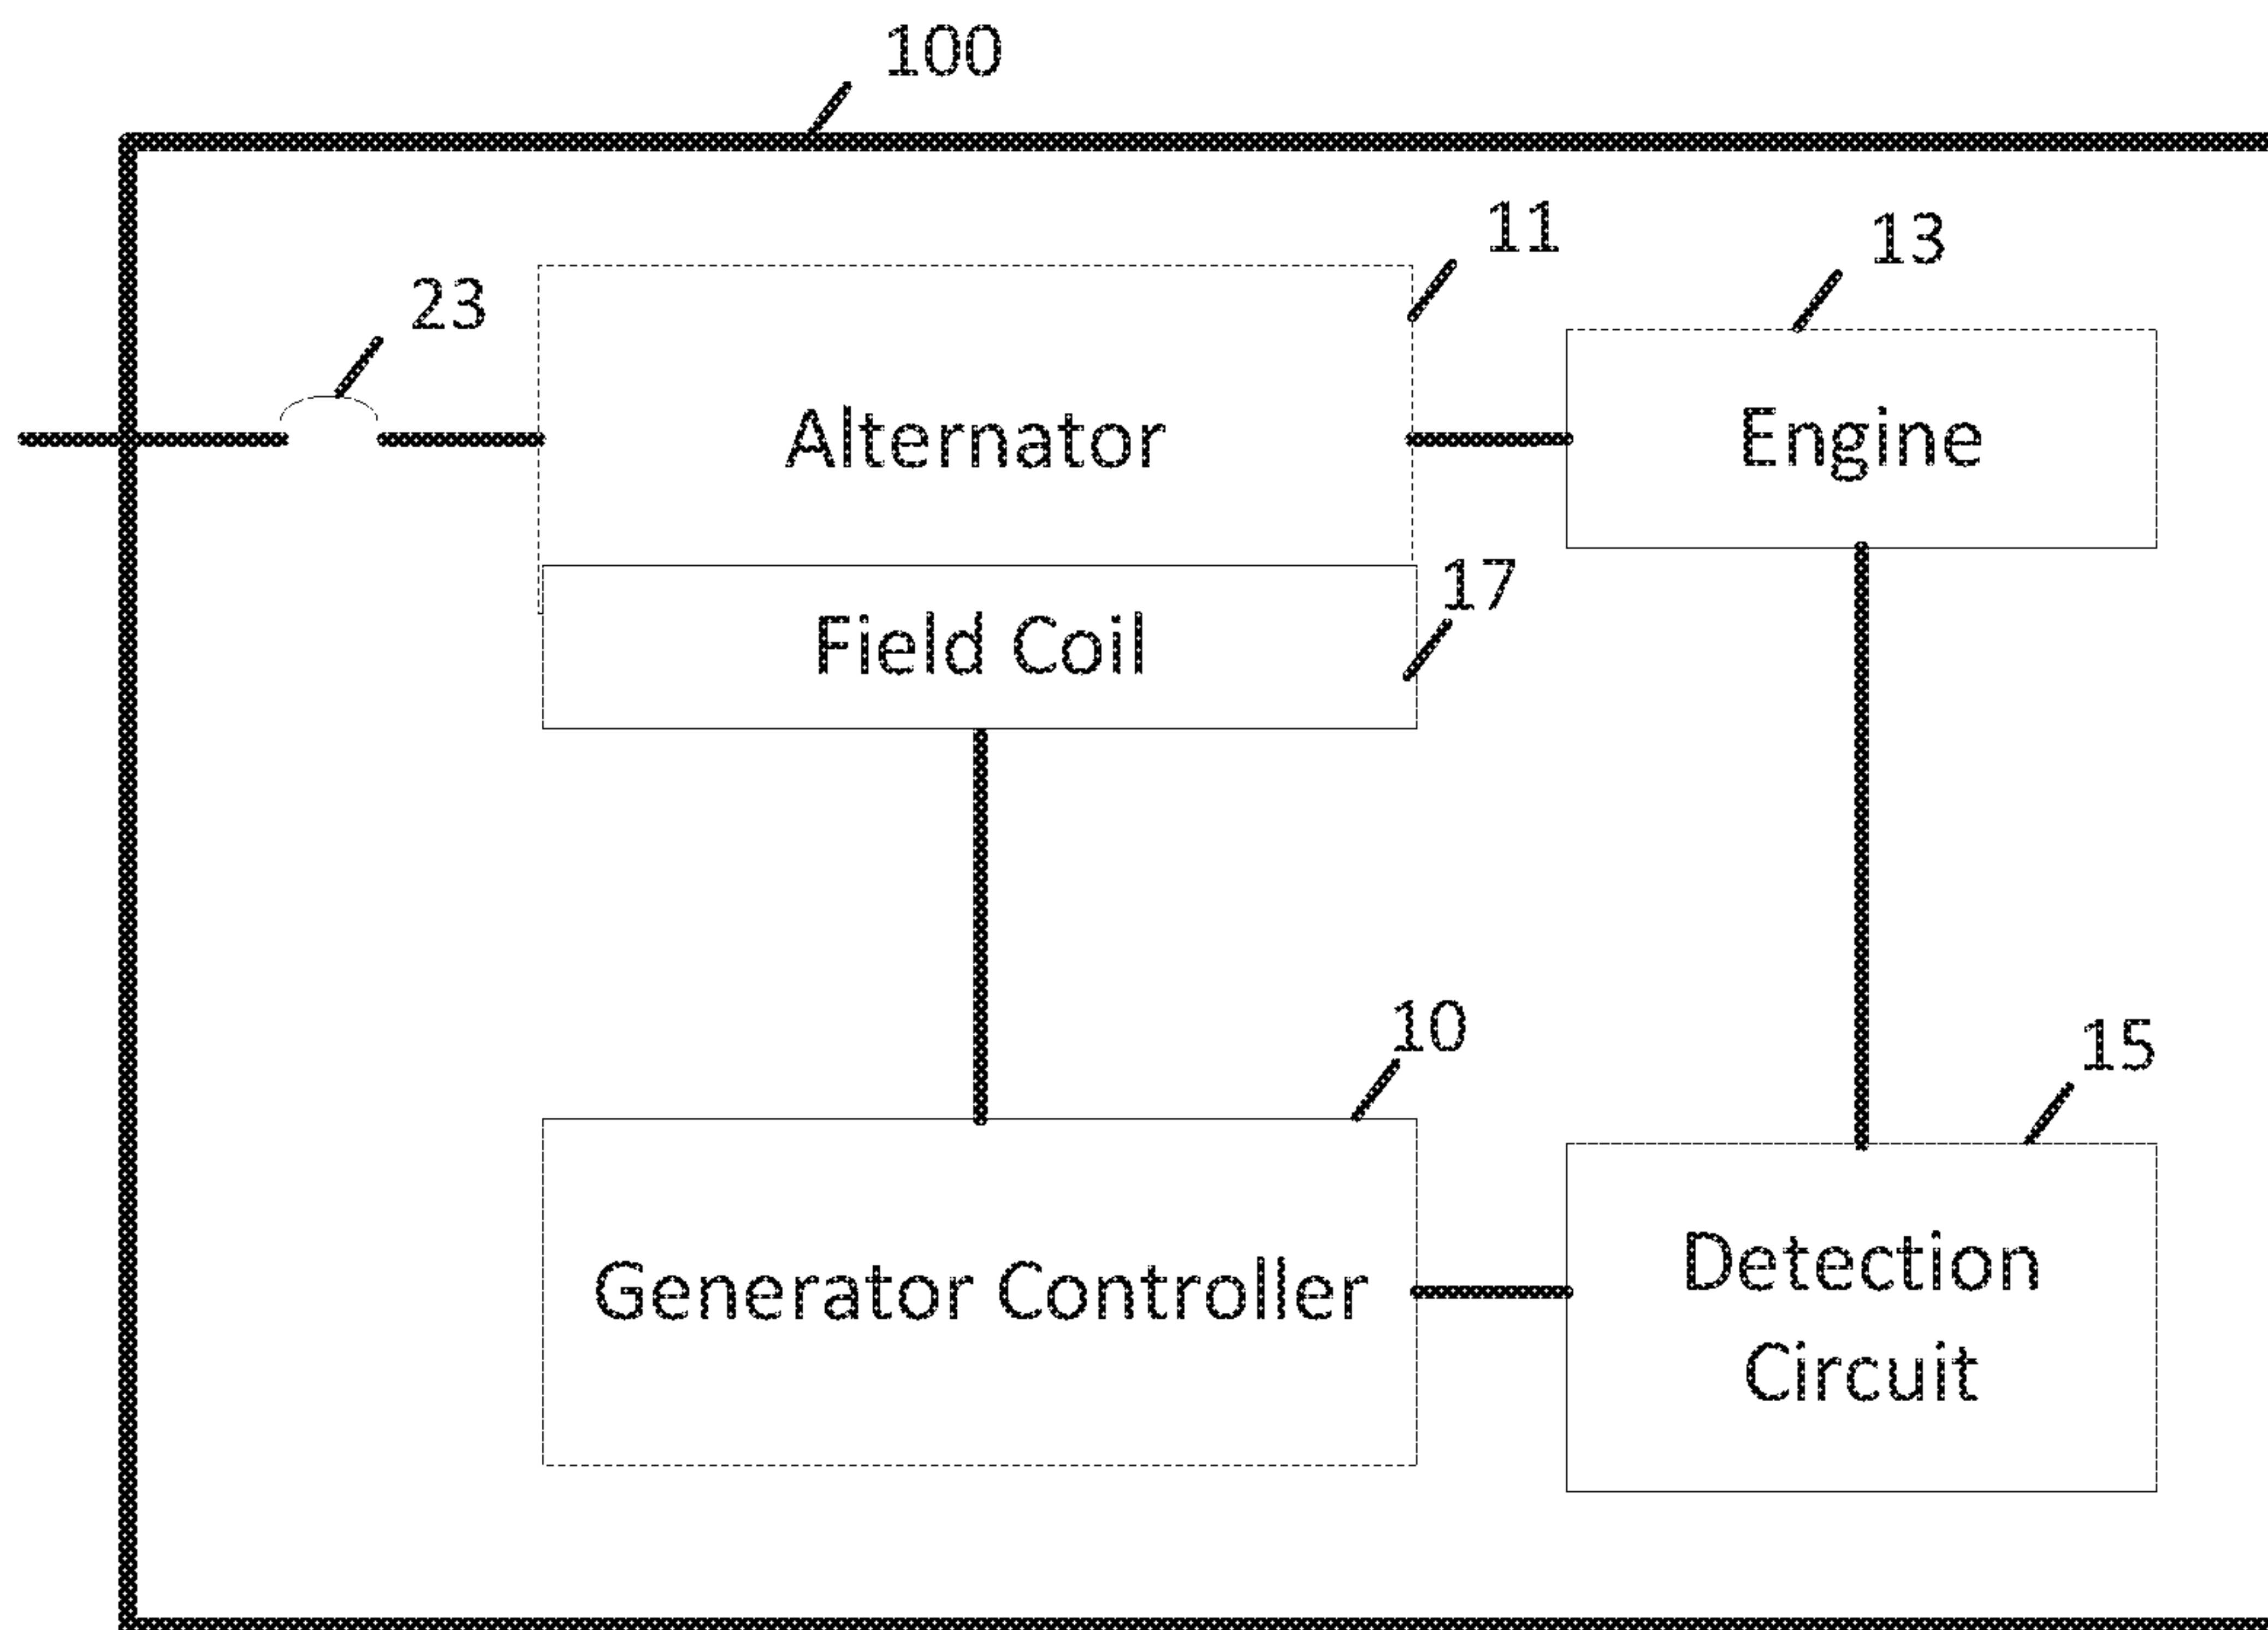 100
11
13
23
Alternator
Engine
17
Field Coil
10
15
Generator Controller
Detection
Circuit